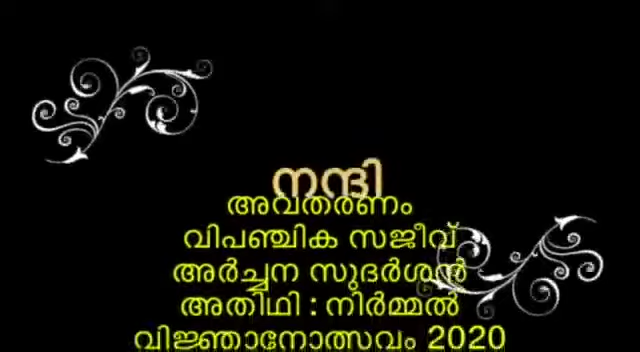 നന്ദി
അവതരണം
വിപഞ്ചിക സജീവ്
അർച്ചന സുദർശൻ
അതിഥി : നിർമ്മൽ
വിജ്ഞാനോത്സവം 2020